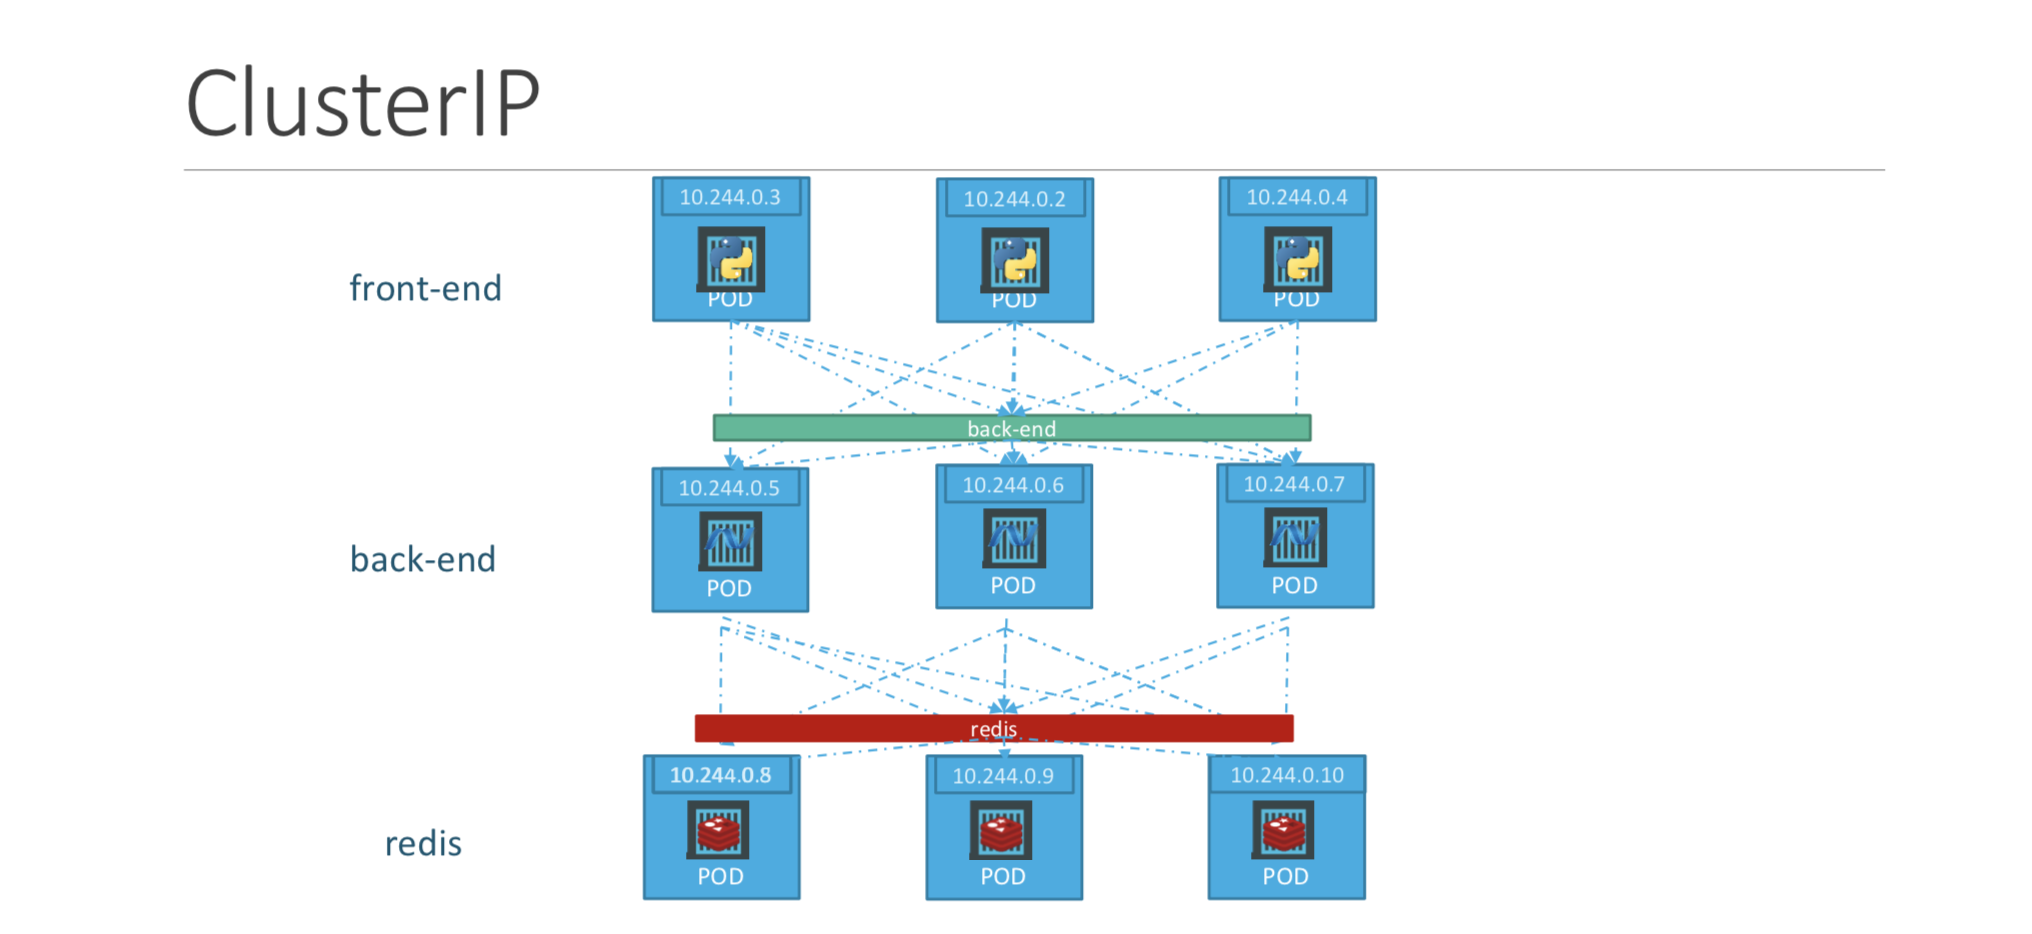 ClusterIP
10.244.0.3
10.244.0.2
10.244.0.4
front-end
POD
POD
POD
back-end
10.244.0.5
10.244.0.6
10.244.0.7
back-end
POD
POD
POD
redis
10.244.0.8
10.244.0.9
10.244.0.10
redis
POD
POD
POD